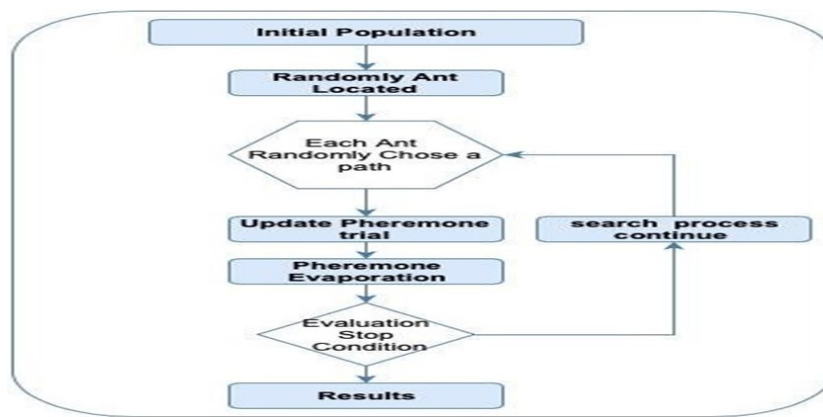 Initial Population
Randomly Ant
Located
Each Ant
Randomly Chose a
path
Update Pheremone
trial
search process
continue
Pheremone
Evaporation
Evaluation
Stop
Condition
Results